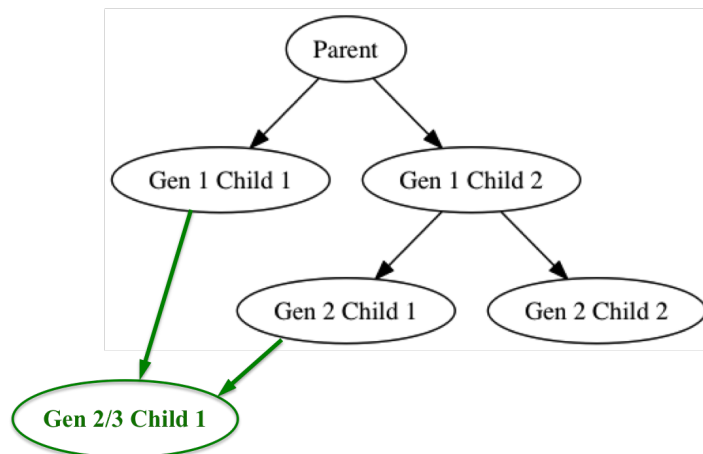 Parent
Gen 1 Child 1
Gen 1 Child 2
Gen 2 Child 1
Gen 2 Child 2
Gen 2/3 Child 1